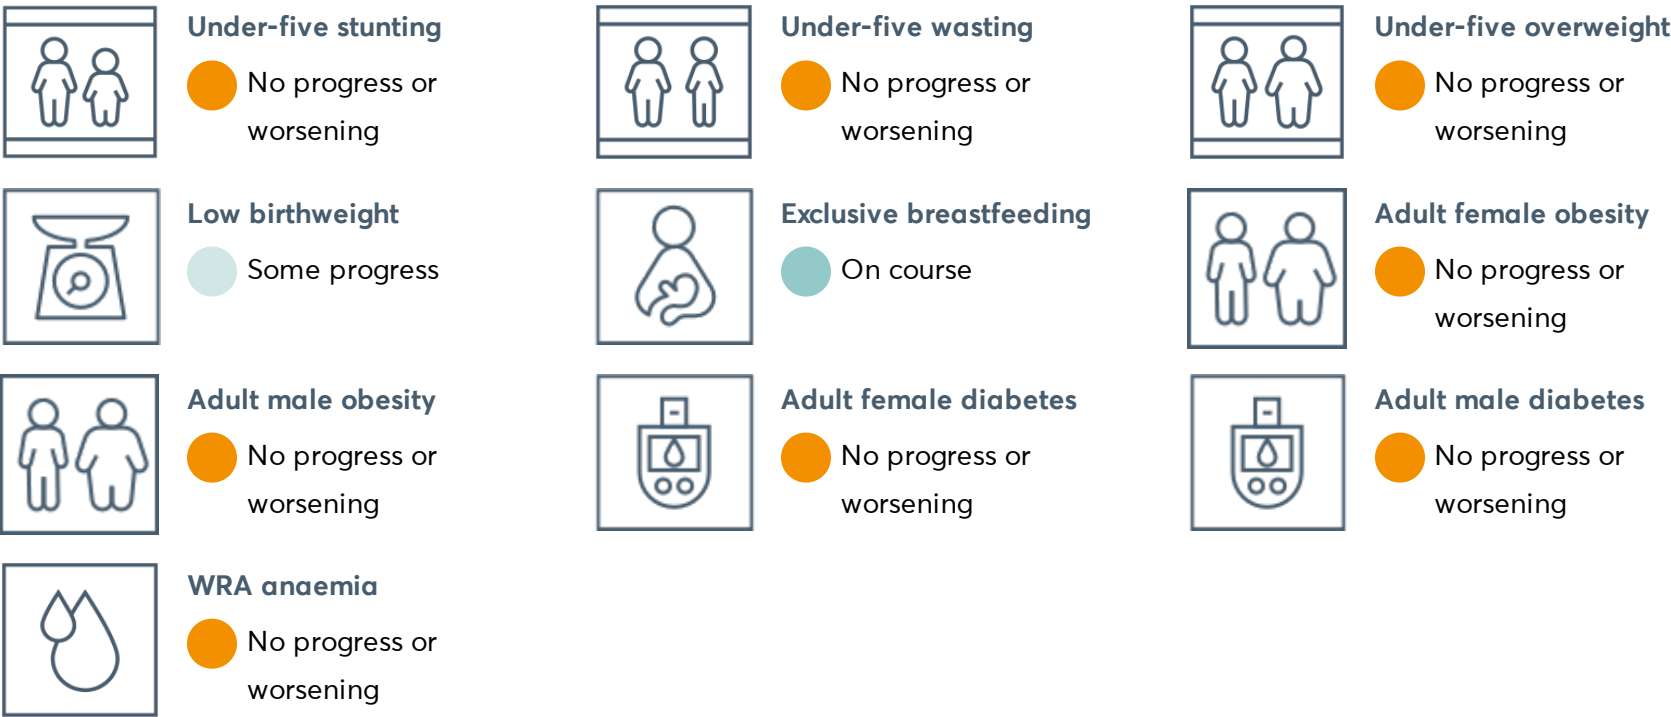 Under-five stunting
No progress or
worsening
Under-five wasting
No progress or
worsening
Under-five overweight
No progress or
worsening
Low birthweight
Some progress
Exclusive breastfeeding
On course
Adult female obesity
No progress or
worsening
Adult male obesity
No progress or
worsening
Adult female diabetes
No progress or
worsening
Adult male diabetes
No progress or
worsening
WRA anaemia
No progress or
worsening